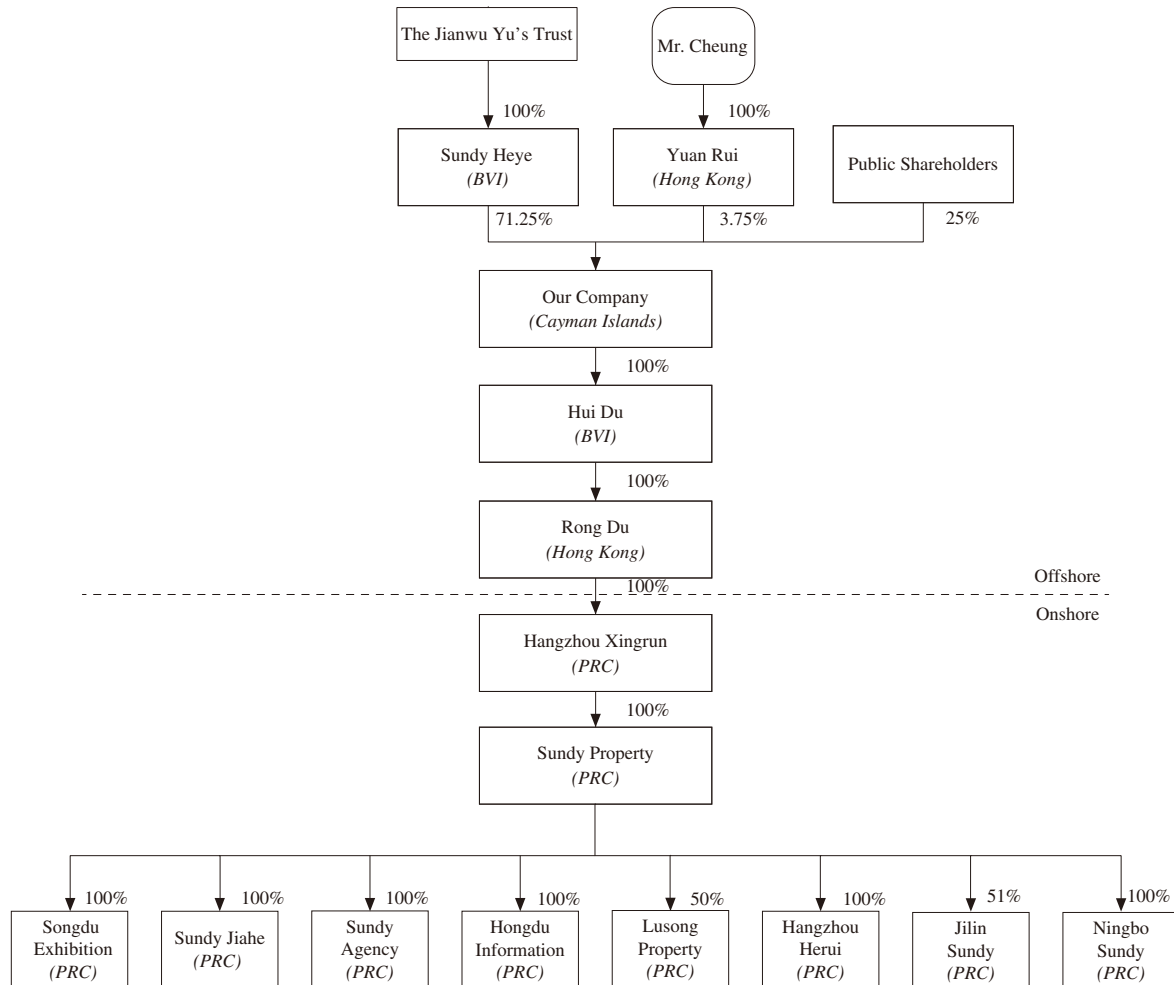 The Jianwu Yu’s Trust
Mr. Cheung
100%
100%
Sundy Heye
(BVI)
Yuan Rui
(Hong Kong)
Public Shareholders
71.25%
3.75%
25%
Our Company
(Cayman Islands)
100%
Hui Du
(BVI)
100%
Rong Du
(Hong Kong)
100%
Offshore
Onshore
Hangzhou Xingrun
(PRC)
100%
Sundy Property
(PRC)
100%
100%
100%
100%
50%
100%
51%
100%
Songdu
Exhibition
(PRC)
Sundy Jiahe
(PRC)
Sundy
Agency
(PRC)
Hongdu
Information
(PRC)
Lusong
Property
(PRC)
Hangzhou
Herui
(PRC)
Jilin
Sundy
(PRC)
Ningbo
Sundy
(PRC)